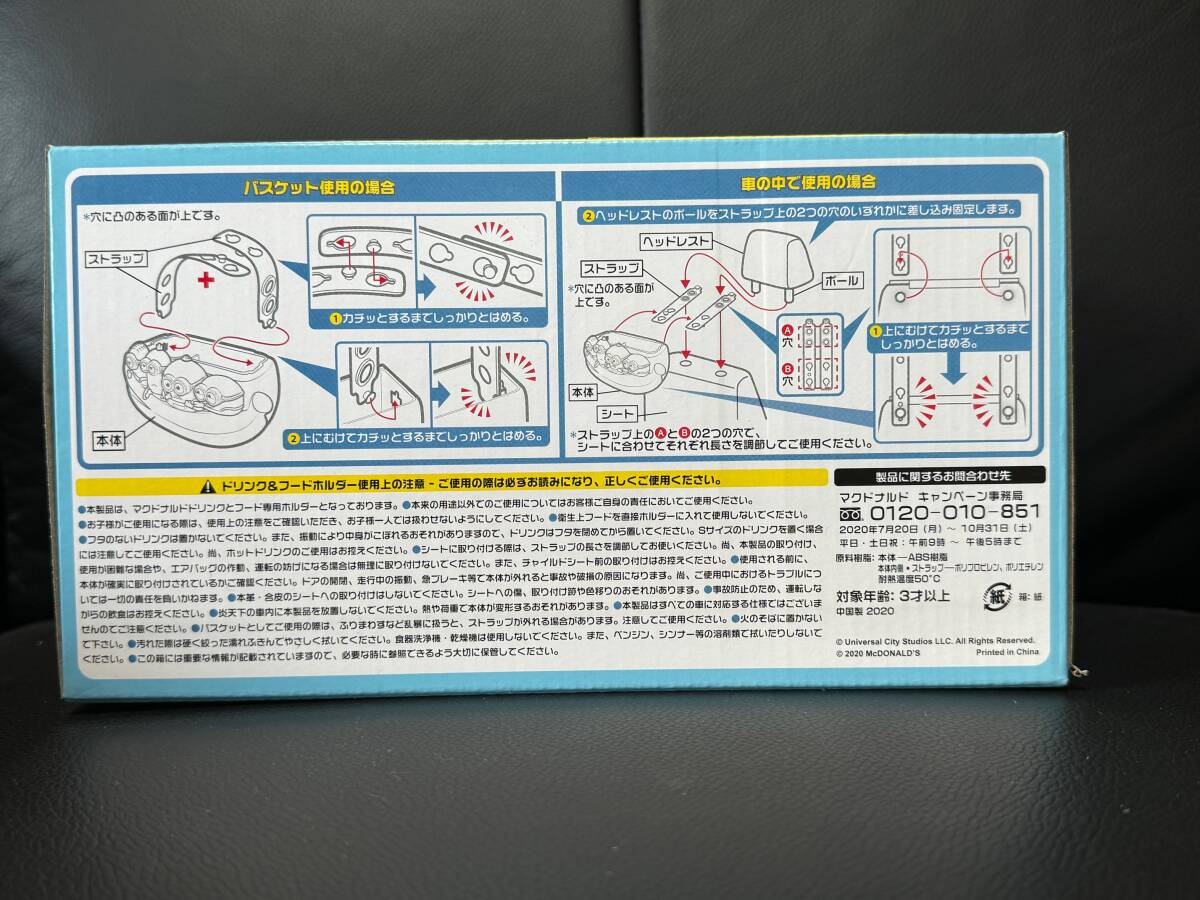 バスケット使用の場合
*穴に凸のある面が上です。
ストラップ
①カチッとするまでしっかりとはめる。
本体
②上にむけてカチッとするまでしっかりとはめる。
車の中で使用の場合
②ヘッドレストのポールをストラップ上の2つの穴のいずれかに差し込み固定します。
ヘッドレスト
ストラップ
ポール
*穴に凸のある面が
上です。
A
穴
B
穴
①上にむけてカチッとするまで
しっかりとはめる。
本体
シート
*ストラップ上のAとBの2つの穴で、
シートに合わせてそれぞれ長さを調節してご使用ください。
ドリンク&フードホルダー使用上の注意 - ご使用の際は必ずお読みになり、正しくご使用ください。
●本製品は、マクドナルドドリンクとフード専用ホルダーとなっております。●本来の用途以外でのご使用についてはお客様ご自身の責任においてご使用ください。
●お子様がご使用になる際は、使用上の注意をご確認いただき、お子様一人では扱わせないようにしてください。●衛生上フードを直接ホルダーに入れて使用しないでください。
●フタのないドリンクは置かないでください。また、振動により中身がこぼれるおそれがありますので、ドリンクはフタを閉めてから置いてください。Sサイズのドリンクを置く場合
には注意してご使用ください。尚、ホットドリンクのご使用はお控えください。●シートに取り付ける際は、ストラップの長さを調節してお使いください。尚、本製品の取り付け、
使用が困難な場合や、エアバッグの作動、運転の妨げになる場合は無理に取り付けないでください。また、チャイルドシート前の取り付けはお控えください。●使用される前に、
本体が確実に取り付けされているかご確認ください。ドアの開閉、走行中の振動、急ブレーキ等で本体が外れると事故や破損の原因になります。尚、ご使用中におけるトラブルにつ
いては一切の責任を負いかねます。●本革・合皮のシートへの取り付けはしないでください。シートへの傷、取り付け跡や色移りのおそれがあります。●事故防止のため、運転しな
がらの飲食はお控えください。●炎天下の車内に本製品を放置しないでください。熱や荷重で本体が変形するおそれがあります。●本製品はすべての車に対応する仕様ではございま
せんのでご注意ください。●バスケットとしてご使用の際は、ふりまわすなど乱暴に扱うと、ストラップが外れる場合があります。注意してご使用ください。●火のそばに置かない
で下さい。●汚れた際は硬く絞った濡れふきんでやさしく拭いてください。食器洗浄機・乾燥機は使用しないでください。また、ベンジン、シンナー等の溶剤類で拭いたりしないで
ください。●この箱には重要な情報が記載されていますので、必要な時に参照できるよう大切に保管してください。
製品に関するお問合わせ先
マクドナルド キャンペーン事務局
0120-010-851
2020年7月20日(月)〜 10月31日(土)
平日・土日祝:午前9時 〜 午後5時まで
原料樹脂:本体―ABS樹脂
本体内側・ストラップ―ポリプロピレン、ポリエチレン
耐熱温度50℃
対象年齢:3才以上
中国製 2020
紙
箱:紙
© Universal City Studios LLC. All Rights Reserved.
© 2020 McDONALD'S
Printed in China